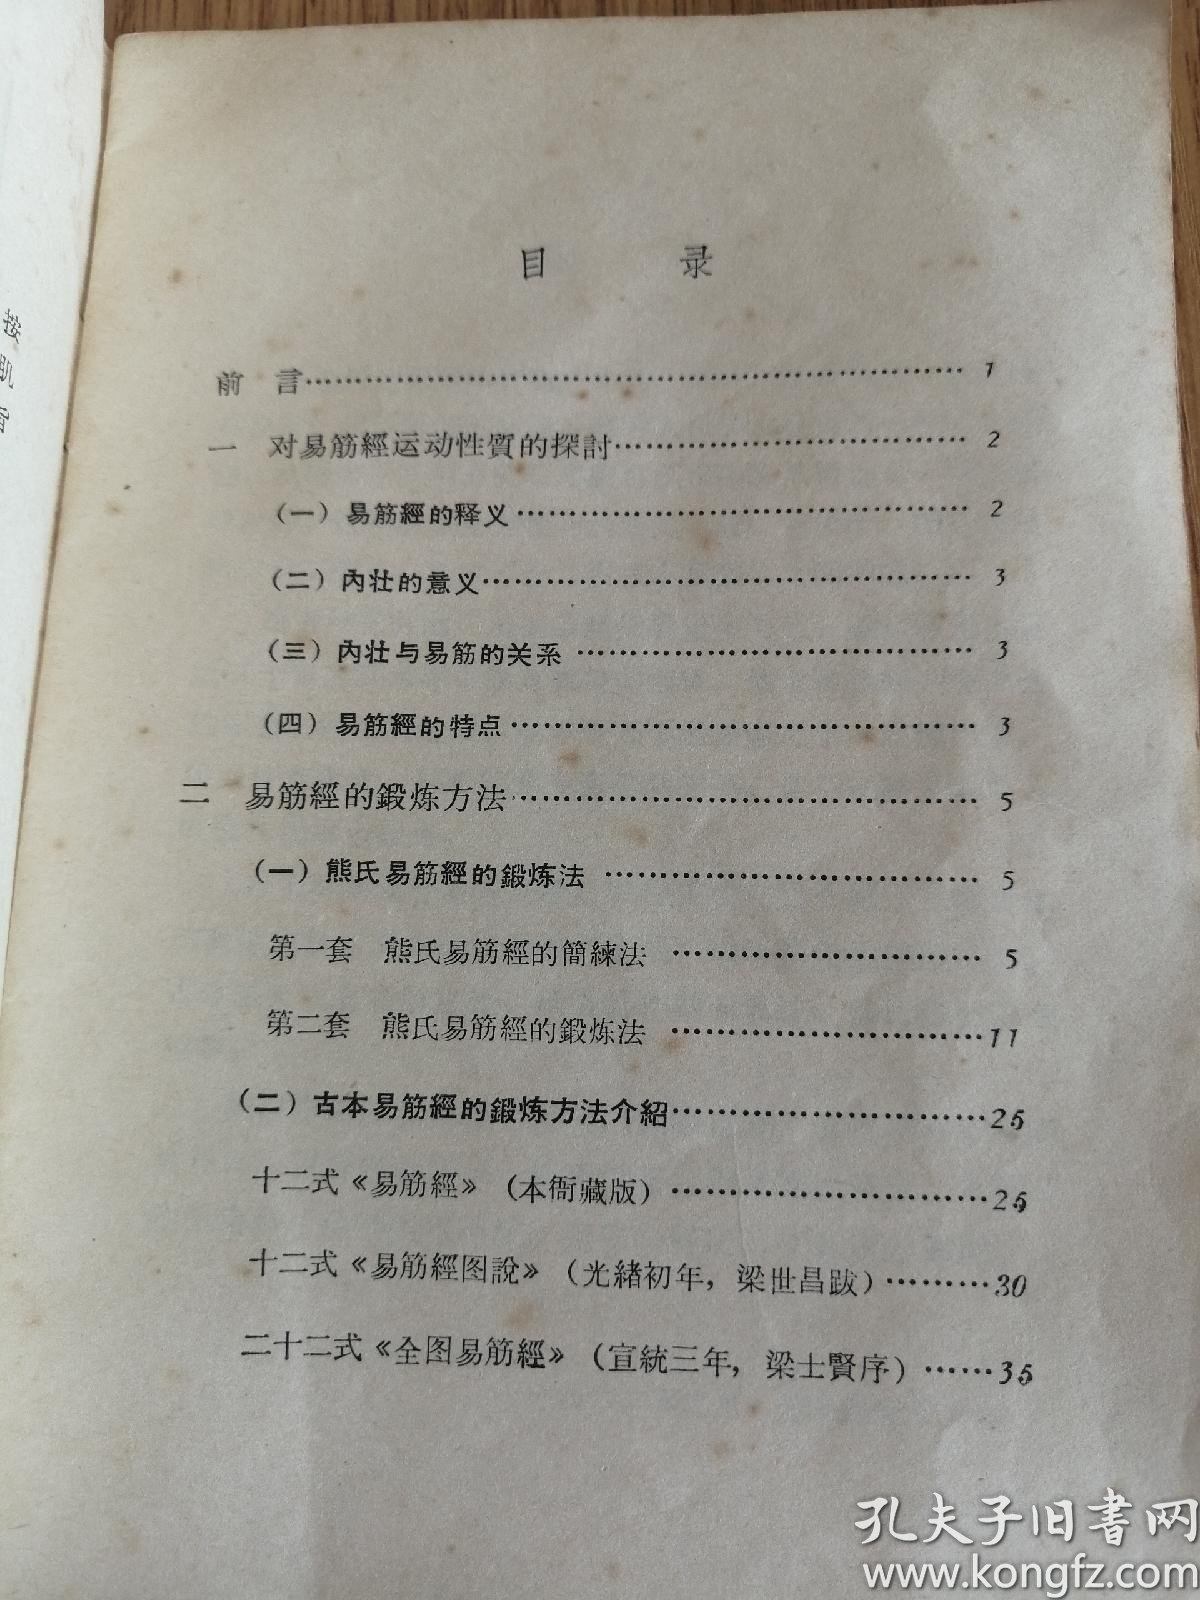 目 录
前 言…………………………………………………………1
一 对易筋經运动性質的探討………………………………2
（一）易筋經的释义…………………………………………2
（二）內壮的意义……………………………………………3
（三）內壮与易筋的关系……………………………………3
（四）易筋經的特点…………………………………………3
二 易筋經的鍛炼方法………………………………………5
（一）熊氏易筋經的鍛炼法…………………………………5
第一套 熊氏易筋經的簡練法………………………………5
第二套 熊氏易筋經的鍛炼法………………………………11
（二）古本易筋經的鍛炼方法介紹…………………………25
十二式《易筋經》（本衙藏版）……………………………25
十二式《易筋經图說》（光緒初年，梁世昌跋）…………30
二十二式《全图易筋經》（宣統三年，梁士賢序）………35
按
肌
孔夫子旧書网
www.kongfz.com